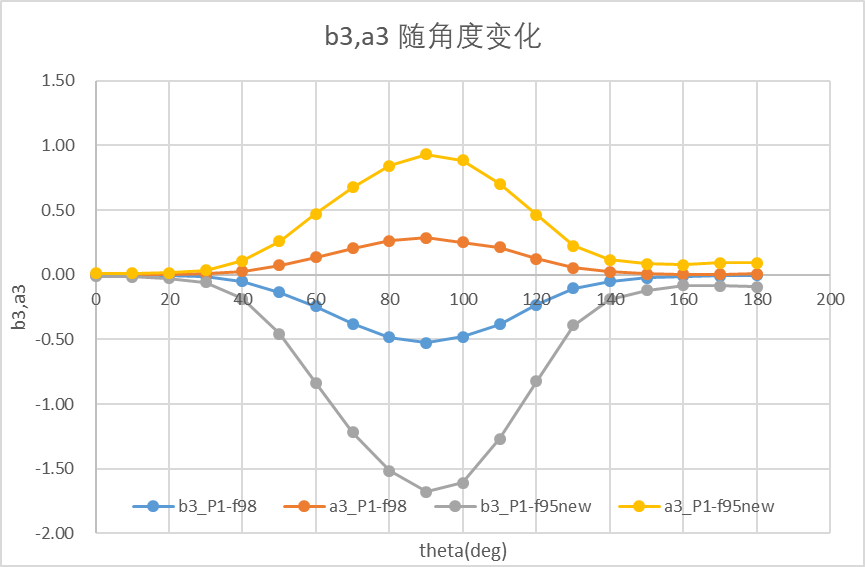 b3,a3 随角度变化
1.50
1.00
0.50
0.00
-0.50
-1.00
-1.50
-2.00
0 20 40 60 80 100 120 140 160 180 200
b3,a3
b3_P1-f98 a3_P1-f98 b3_P1-f95new a3_P1-f95new
theta(deg)